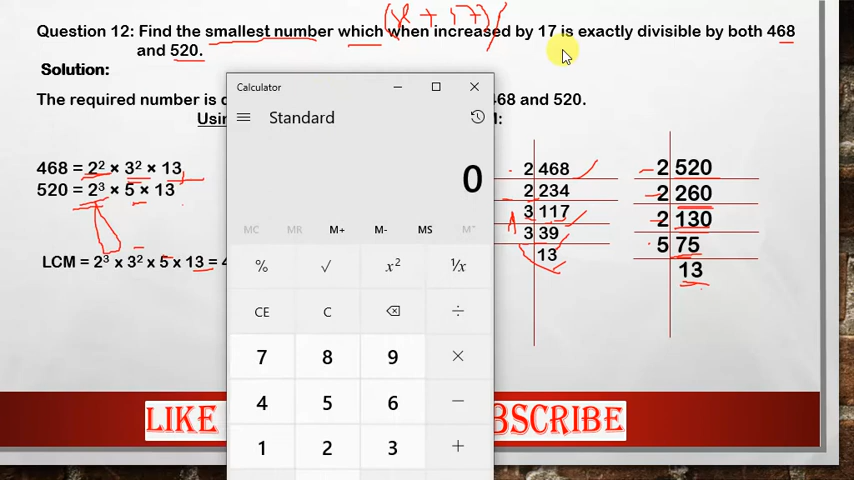 (x + 17)
Question 12: Find the smallest number which when increased by 17 is exactly divisible by both 468
and 520.
Solution:
The required number is 468 and 520.
M:
468 = 2² × 3² × 13
520 = 2³ × 5 × 13
LCM = 2³ x 3² x 5 x 13 = 4
Calculator
Standard
0
MC MR M+ M- MS M˅
% √ x² ¹/x
CE C ÷
7 8 9 ×
4 5 6 −
1 2 3 +
2 468
2 234
3 117
3 39
13
2 520
2 260
2 130
5 75
13
LIKE BSCRIBE